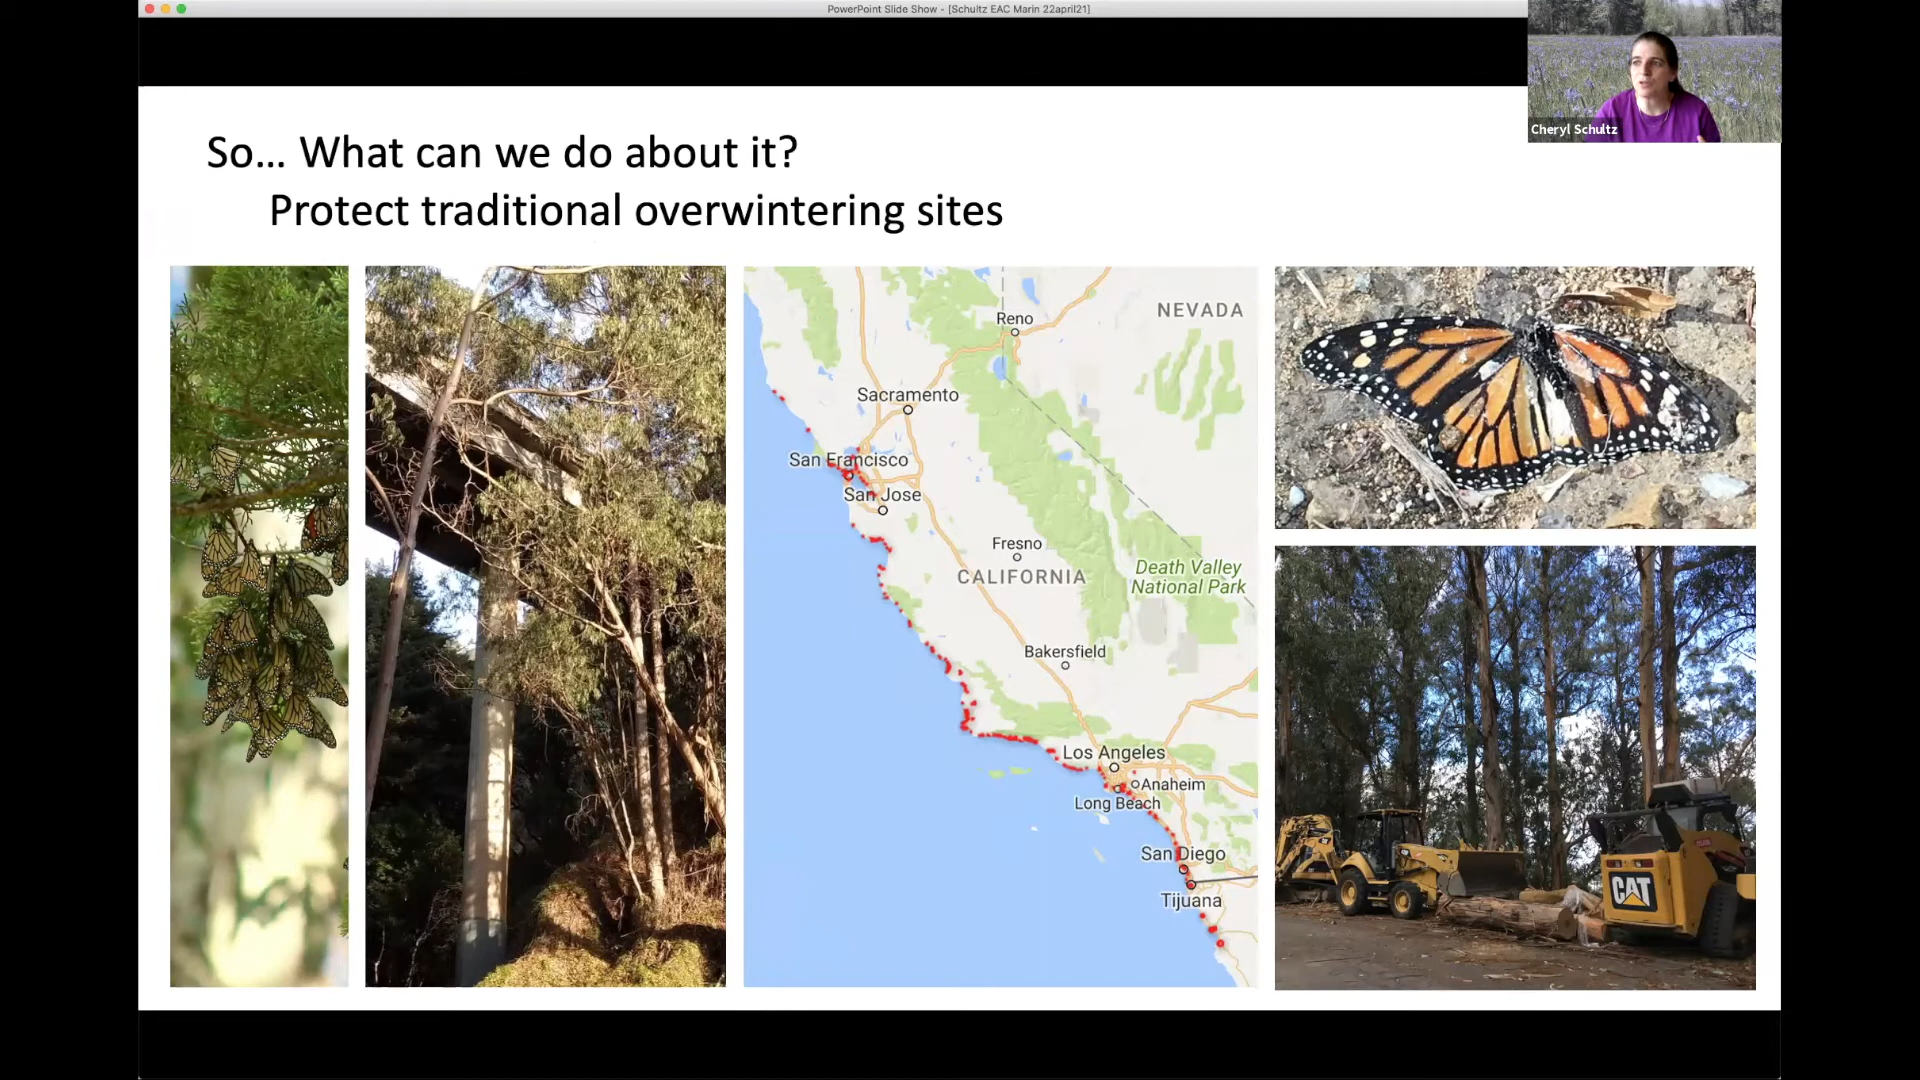 PowerPoint Slide Show - [Schultz EAC Marin 22april21]
Cheryl Schultz
So... What can we do about it?
Protect traditional overwintering sites
NEVADA
Reno
Sacramento
San Francisco
San Jose
Fresno
CALIFORNIA
Death Valley
National Park
Bakersfield
Los Angeles
Anaheim
Long Beach
San Diego
Tijuana
CAT